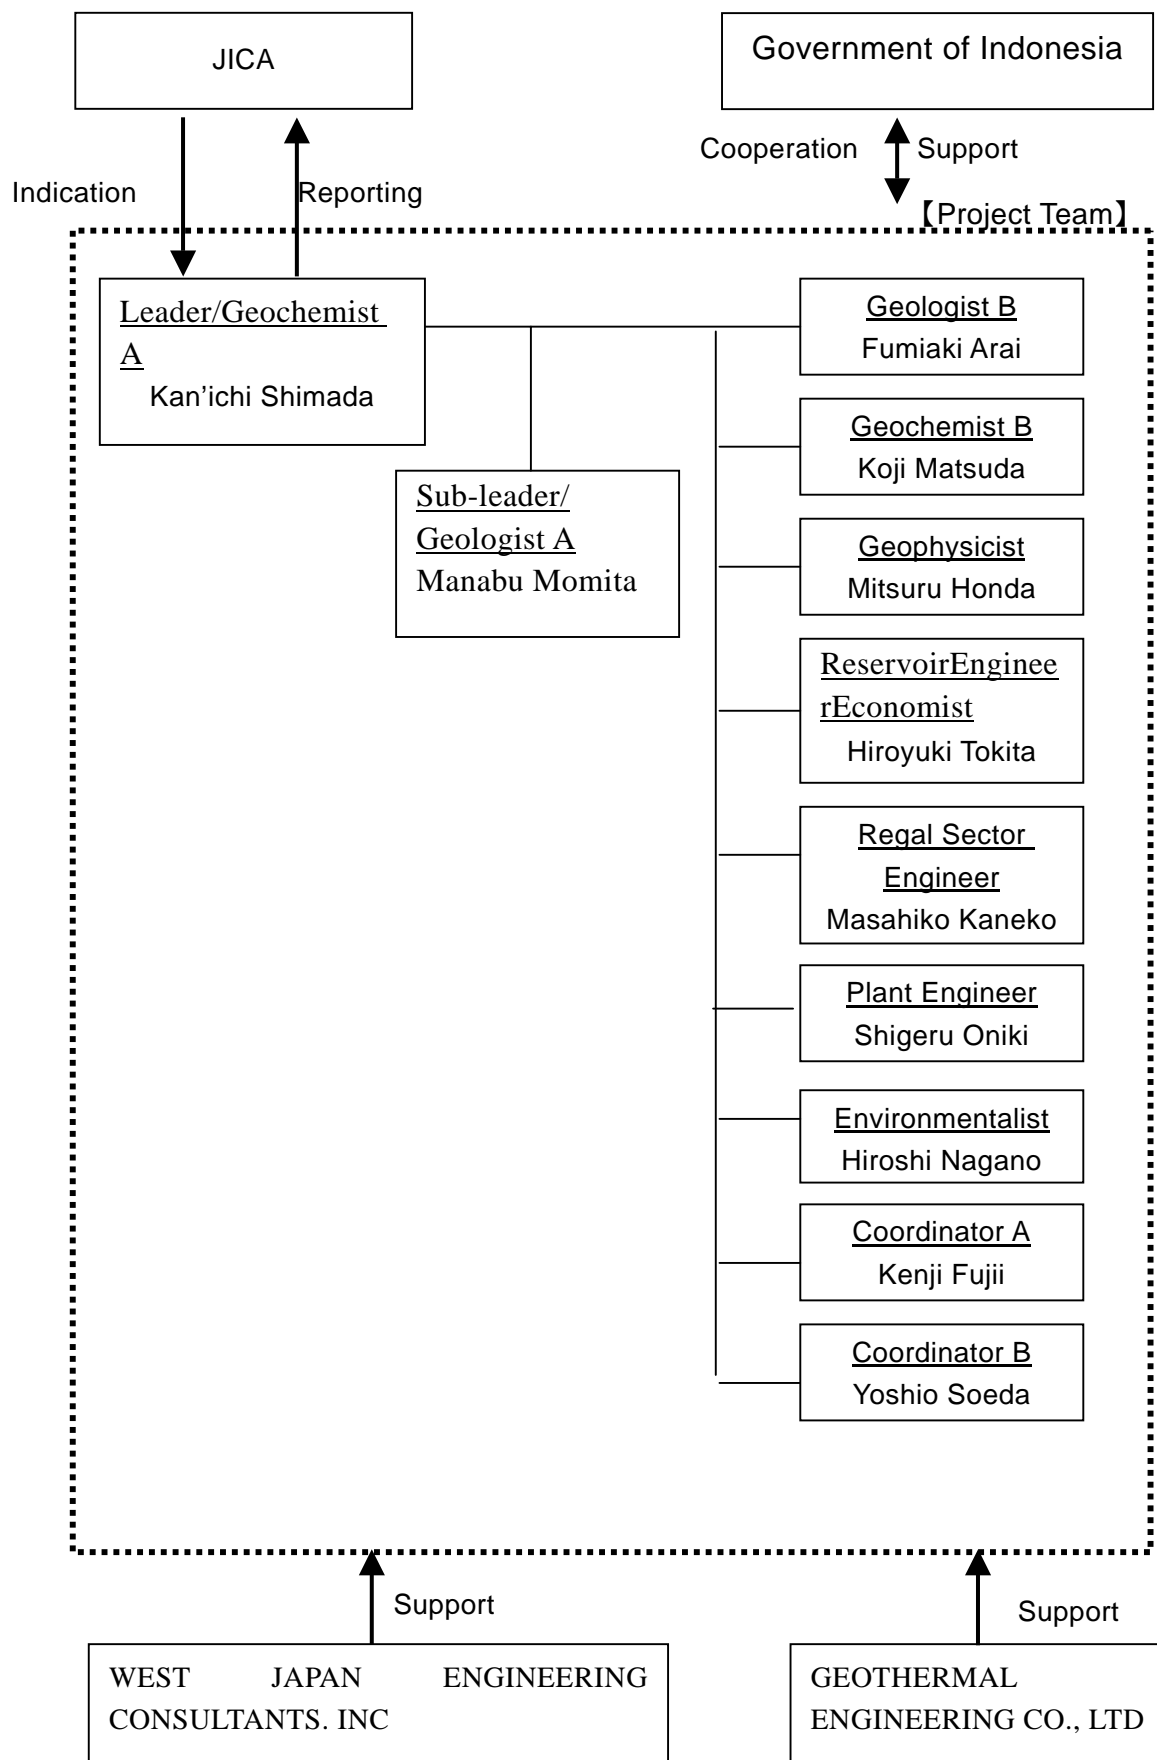 JICA
Government of Indonesia
Cooperation
Support
Indication
Reporting
【Project Team】
Leader/Geochemist
A
Kan’ichi Shimada
Sub-leader/
Geologist A
Manabu Momita
Geologist B
Fumiaki Arai
Geochemist B
Koji Matsuda
Geophysicist
Mitsuru Honda
ReservoirEnginee
rEconomist
Hiroyuki Tokita
Regal Sector
Engineer
Masahiko Kaneko
Plant Engineer
Shigeru Oniki
Environmentalist
Hiroshi Nagano
Coordinator A
Kenji Fujii
Coordinator B
Yoshio Soeda
Support
Support
WEST JAPAN ENGINEERING
CONSULTANTS. INC
GEOTHERMAL
ENGINEERING CO., LTD